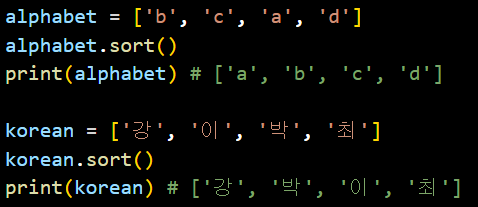 alphabet = ['b', 'c', 'a', 'd']
alphabet.sort()
print(alphabet) # ['a', 'b', 'c', 'd']
korean = ['강', '이', '박', '최']
korean.sort()
print(korean) # ['강', '박', '이', '최']